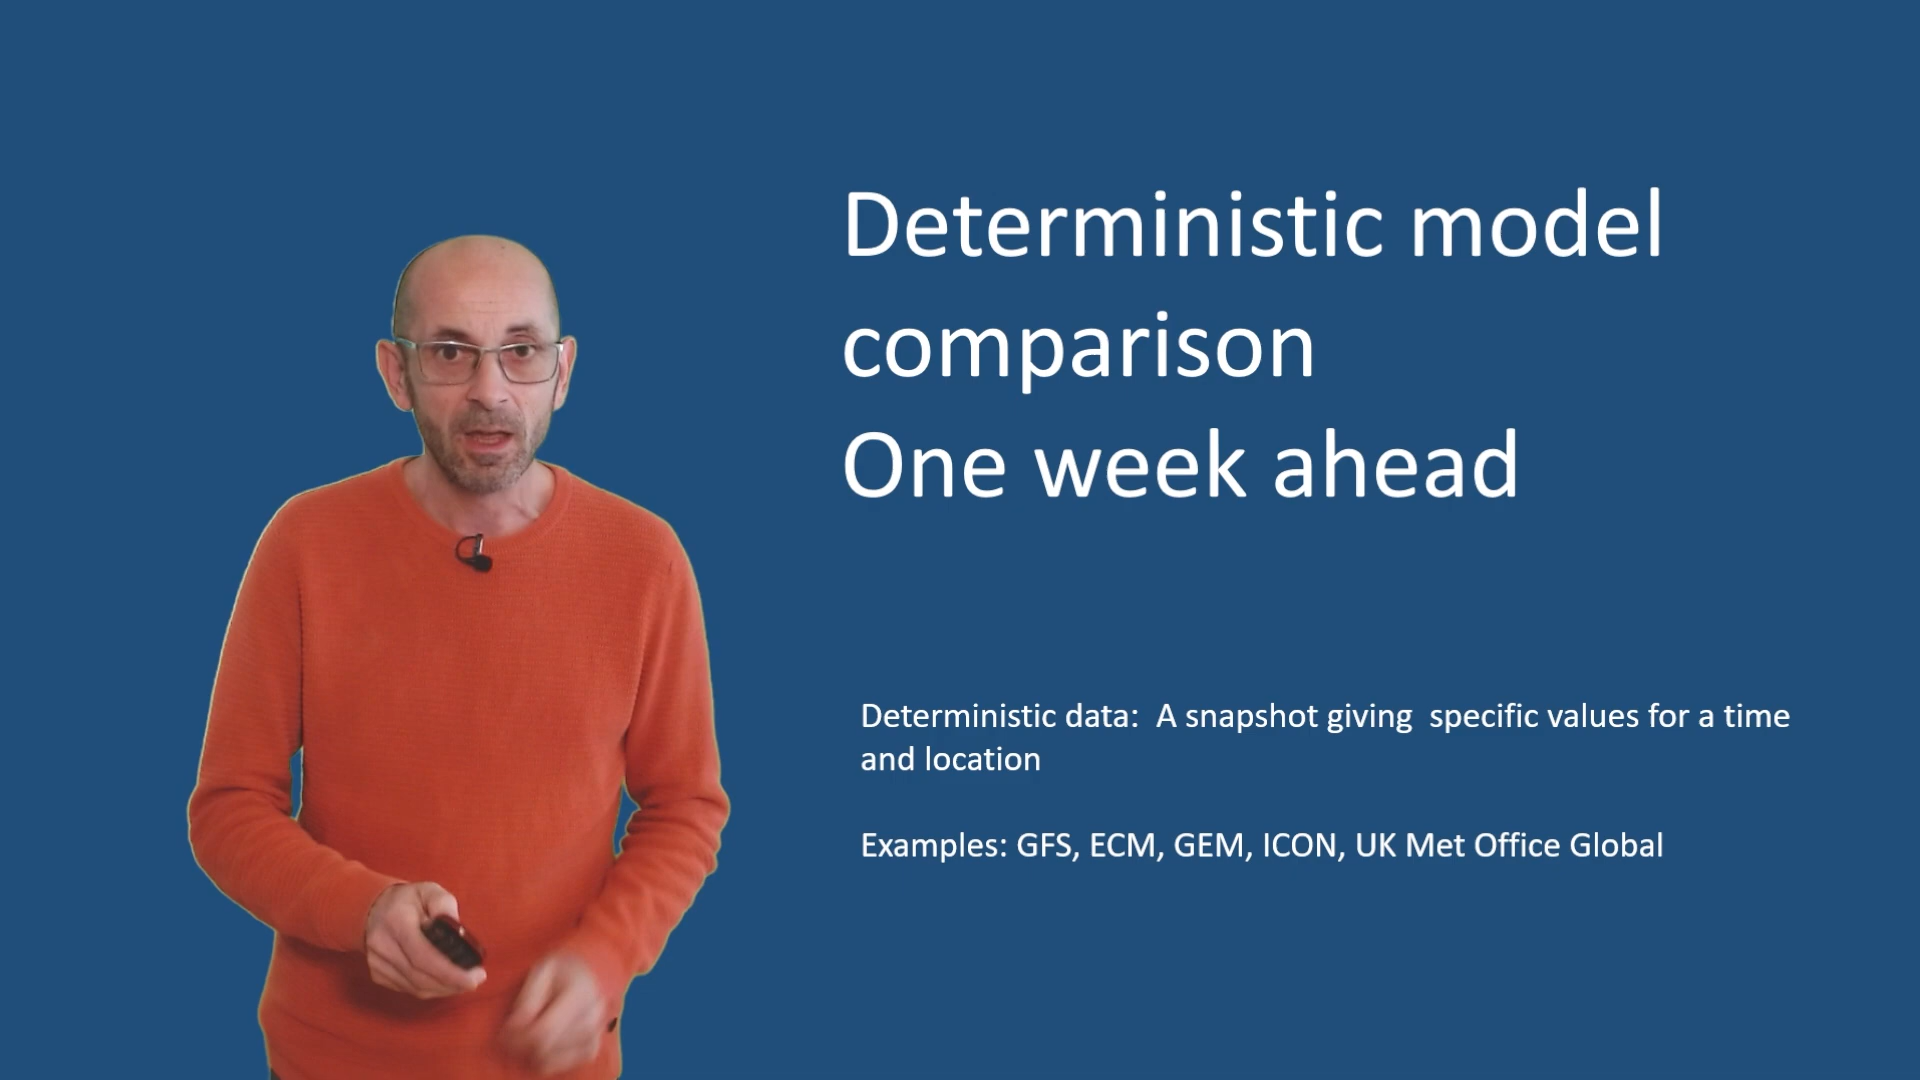 Deterministic model
comparison
One week ahead
Deterministic data:  A snapshot giving  specific values for a time
and location
Examples: GFS, ECM, GEM, ICON, UK Met Office Global